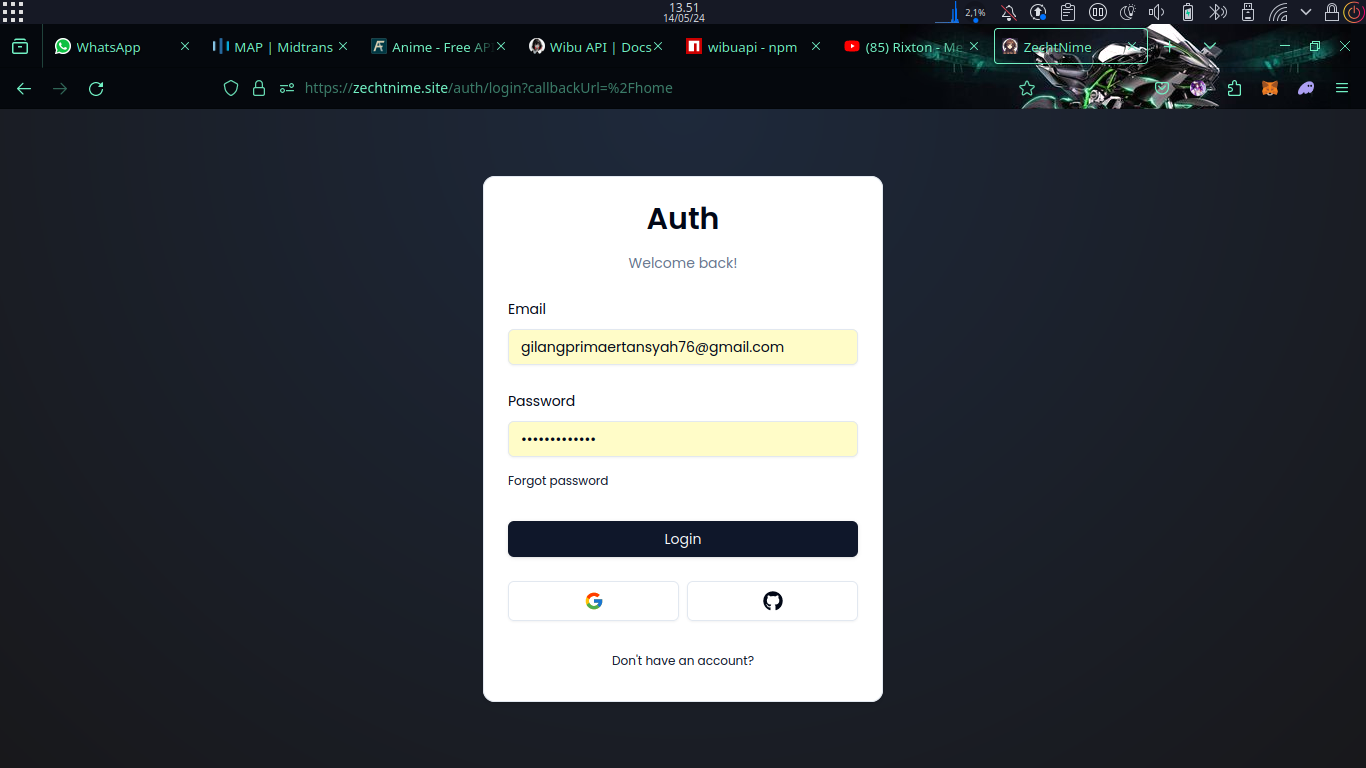 13.51
14/05/24
2,1%
WhatsApp
MAP | Midtrans
Anime - Free AP
Wibu API | Docs
wibuapi - npm
(85) Rixton - Me
ZechtNime
https://zechtnime.site/auth/login?callbackUrl=%2Fhome
Auth
Welcome back!
Email
gilangprimaertansyah76@gmail.com
Password
•••••••••••••
Forgot password
Login
Don't have an account?